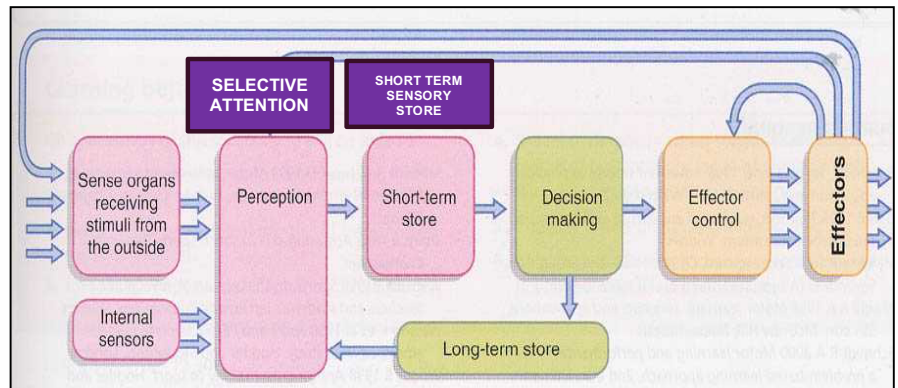 SELECTIVE
ATTENTION
SHORT TERM
SENSORY
STORE
Sense organs
receiving
stimuli from
the outside
Perception
Short-term
store
Decision
making
Effector
control
Effectors
Internal
sensors
Long-term store